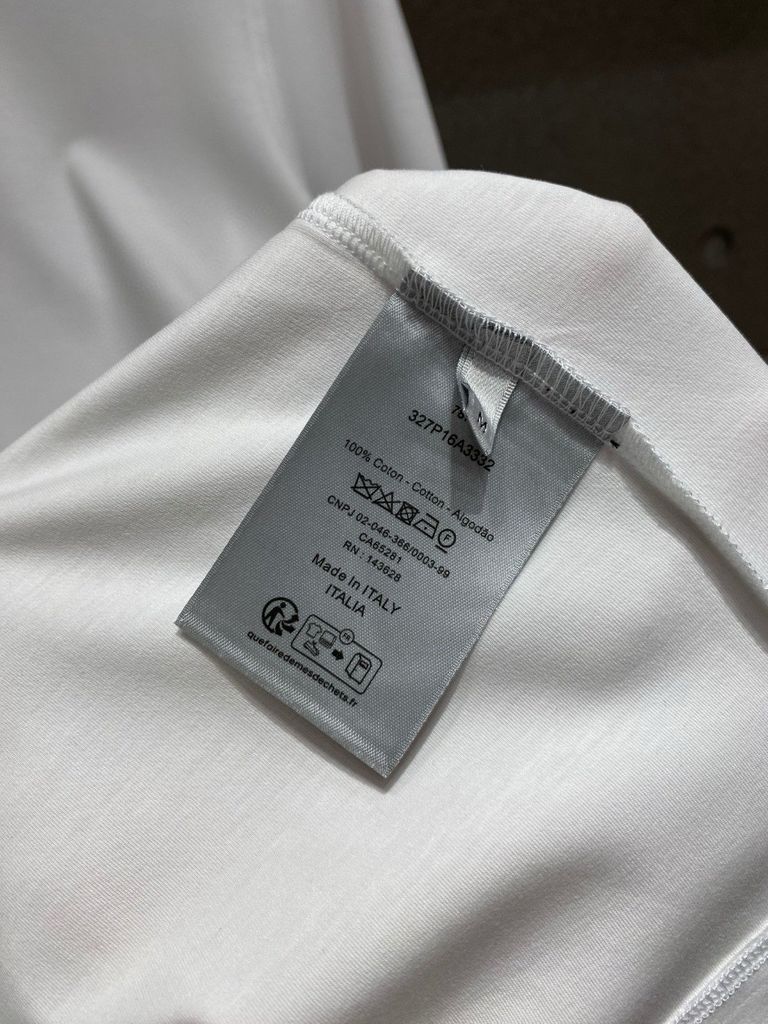 M
327P16A3332
100% Coton - Cotton - Algodão
F
CNPJ 02-046-366/0003-99
CA65281
RN : 143628
Made in ITALY
ITALIA
FR
quefairedemesdechets.fr